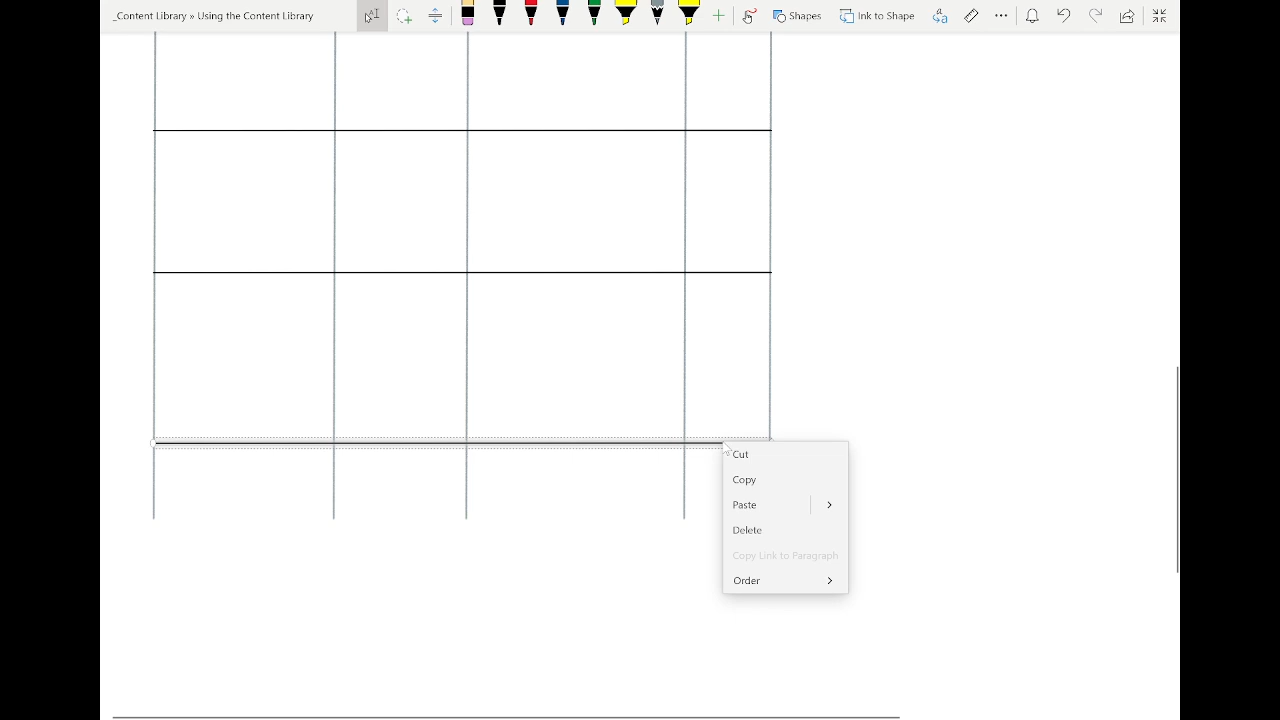 _Content Library » Using the Content Library
Shapes
Ink to Shape
Cut
Copy
Paste
Delete
Copy Link to Paragraph
Order